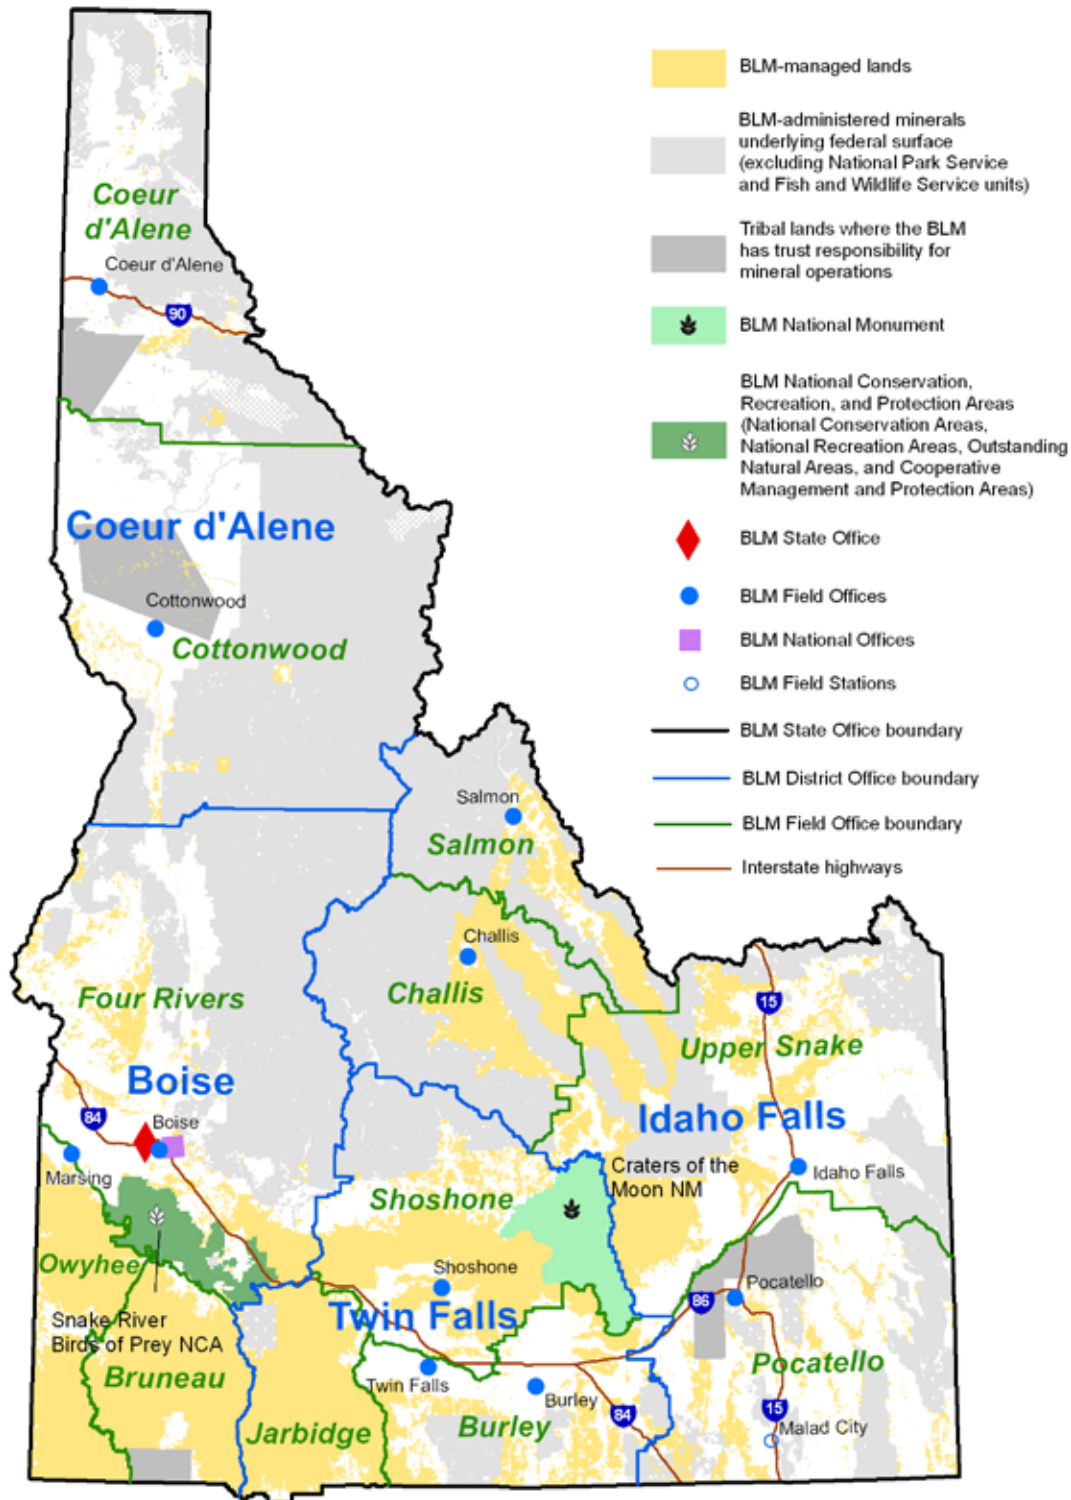 BLM-managed lands
BLM-administered minerals
underlying federal surface
(excluding National Park Service
and Fish and Wildlife Service units)
Tribal lands where the BLM
has trust responsibility for
mineral operations
BLM National Monument
BLM National Conservation,
Recreation, and Protection Areas
(National Conservation Areas,
National Recreation Areas, Outstanding
Natural Areas, and Cooperative
Management and Protection Areas)
BLM State Office
BLM Field Offices
BLM National Offices
BLM Field Stations
BLM State Office boundary
BLM District Office boundary
BLM Field Office boundary
Interstate highways
Coeur
d'Alene
Coeur d'Alene
90
Coeur d'Alene
Cottonwood
Cottonwood
Salmon
Salmon
Challis
Challis
Four Rivers
15
Upper Snake
Boise
84
Boise
Idaho Falls
Marsing
Craters of the
Moon NM
Idaho Falls
Shoshone
Owyhee
Shoshone
Pocatello
86
Snake River
Birds of Prey NCA
Twin Falls
Bruneau
Twin Falls
Pocatello
Burley
84
15
Jarbidge
Burley
Malad City